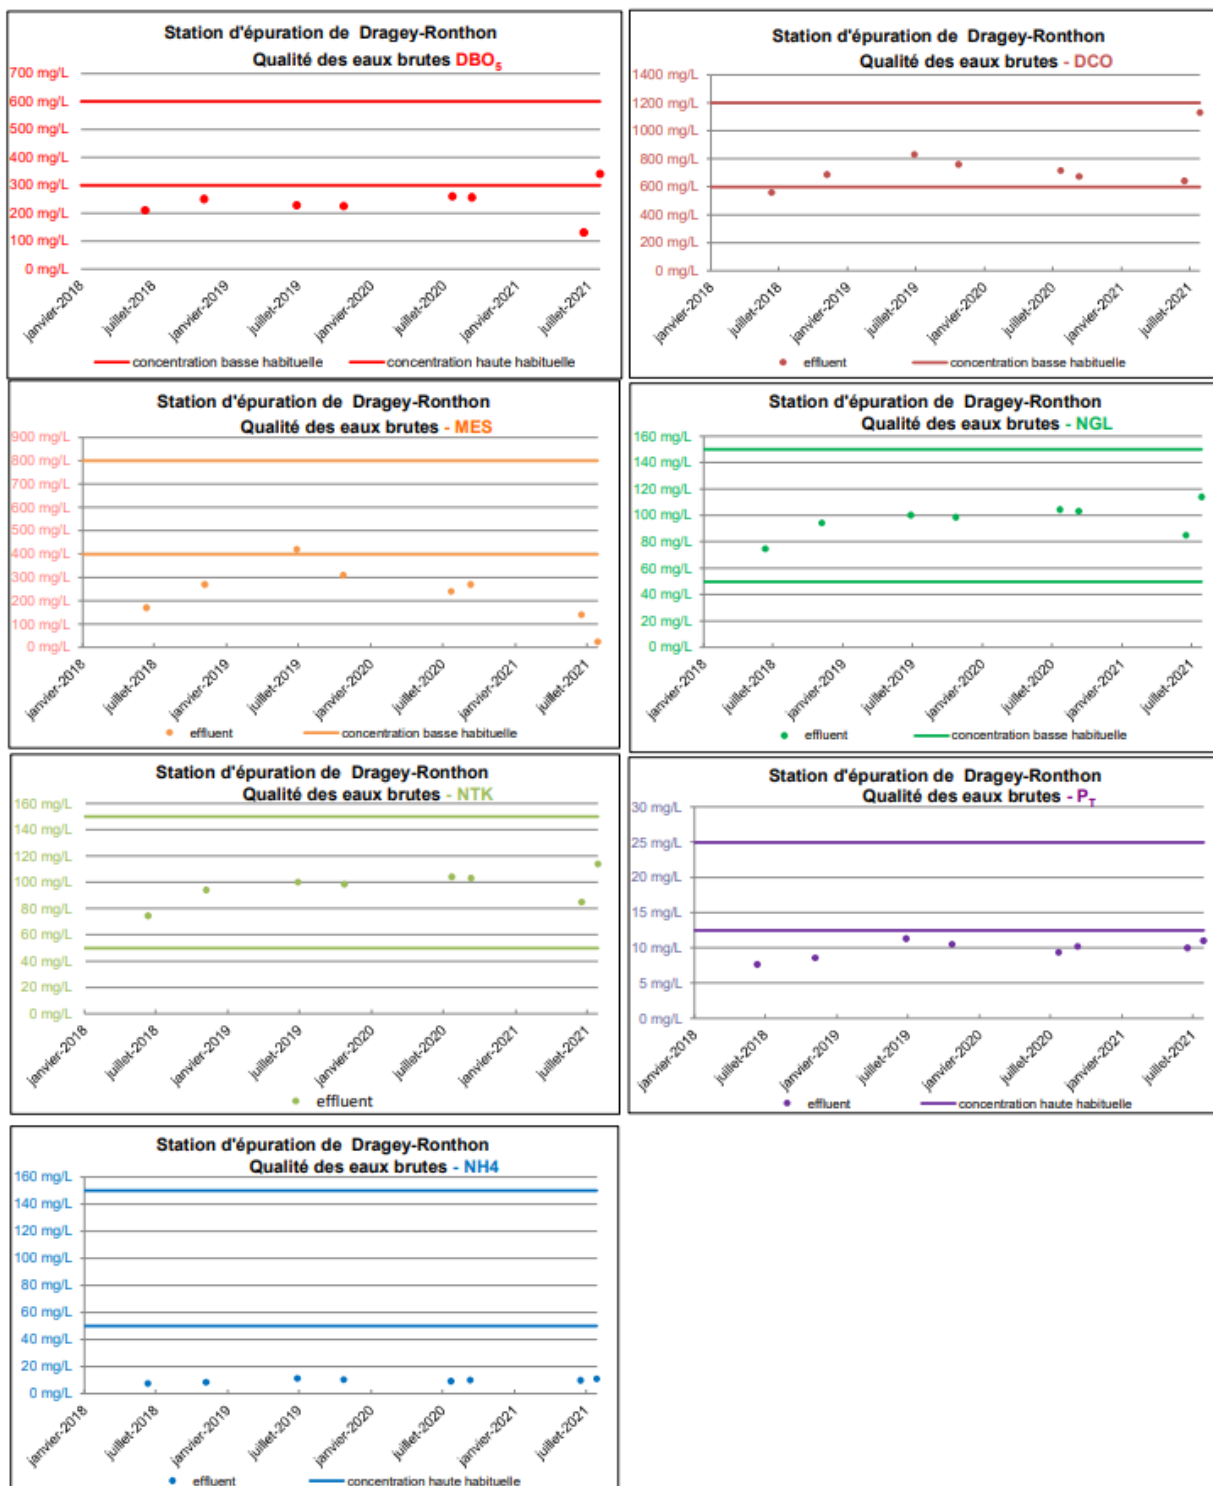 Station d'épuration de Dragey-Ronthon
Qualité des eaux brutes DBO₅
700 mg/L
600 mg/L
500 mg/L
400 mg/L
300 mg/L
200 mg/L
100 mg/L
0 mg/L
janvier-2018
juillet-2018
janvier-2019
juillet-2019
janvier-2020
juillet-2020
janvier-2021
juillet-2021
concentration basse habituelle
concentration haute habituelle
Station d'épuration de Dragey-Ronthon
Qualité des eaux brutes - DCO
1400 mg/L
1200 mg/L
1000 mg/L
800 mg/L
600 mg/L
400 mg/L
200 mg/L
0 mg/L
janvier-2018
juillet-2018
janvier-2019
juillet-2019
janvier-2020
juillet-2020
janvier-2021
juillet-2021
effluent
concentration basse habituelle
Station d'épuration de Dragey-Ronthon
Qualité des eaux brutes - MES
900 mg/L
800 mg/L
700 mg/L
600 mg/L
500 mg/L
400 mg/L
300 mg/L
200 mg/L
100 mg/L
0 mg/L
janvier-2018
juillet-2018
janvier-2019
juillet-2019
janvier-2020
juillet-2020
janvier-2021
juillet-2021
effluent
concentration basse habituelle
Station d'épuration de Dragey-Ronthon
Qualité des eaux brutes - NGL
160 mg/L
140 mg/L
120 mg/L
100 mg/L
80 mg/L
60 mg/L
40 mg/L
20 mg/L
0 mg/L
janvier-2018
juillet-2018
janvier-2019
juillet-2019
janvier-2020
juillet-2020
janvier-2021
juillet-2021
effluent
concentration basse habituelle
Station d'épuration de Dragey-Ronthon
Qualité des eaux brutes - NTK
160 mg/L
140 mg/L
120 mg/L
100 mg/L
80 mg/L
60 mg/L
40 mg/L
20 mg/L
0 mg/L
janvier-2018
juillet-2018
janvier-2019
juillet-2019
janvier-2020
juillet-2020
janvier-2021
juillet-2021
effluent
Station d'épuration de Dragey-Ronthon
Qualité des eaux brutes - P_T
30 mg/L
25 mg/L
20 mg/L
15 mg/L
10 mg/L
5 mg/L
0 mg/L
janvier-2018
juillet-2018
janvier-2019
juillet-2019
janvier-2020
juillet-2020
janvier-2021
juillet-2021
effluent
concentration haute habituelle
Station d'épuration de Dragey-Ronthon
Qualité des eaux brutes - NH4
160 mg/L
140 mg/L
120 mg/L
100 mg/L
80 mg/L
60 mg/L
40 mg/L
20 mg/L
0 mg/L
janvier-2018
juillet-2018
janvier-2019
juillet-2019
janvier-2020
juillet-2020
janvier-2021
juillet-2021
effluent
concentration haute habituelle